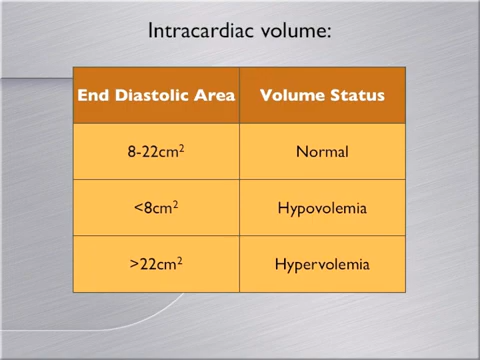 Intracardiac volume:
End Diastolic Area Volume Status
8-22cm² Normal
<8cm² Hypovolemia
>22cm² Hypervolemia